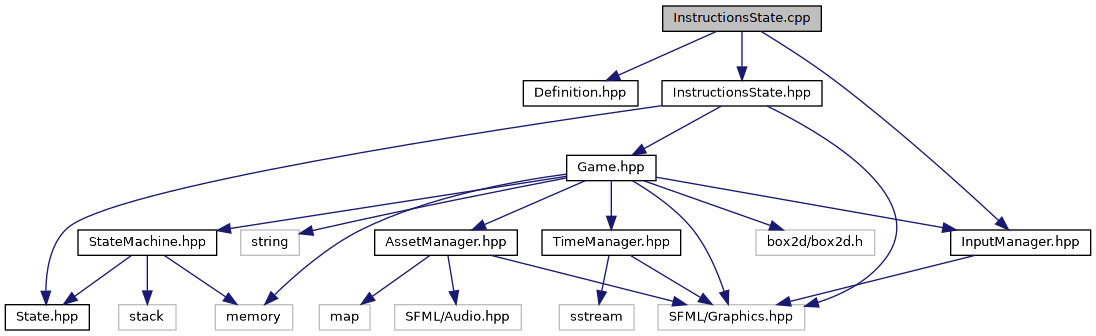 InstructionsState.cpp
Definition.hpp
InstructionsState.hpp
Game.hpp
StateMachine.hpp
string
AssetManager.hpp
TimeManager.hpp
box2d/box2d.h
InputManager.hpp
State.hpp
stack
memory
map
SFML/Audio.hpp
sstream
SFML/Graphics.hpp